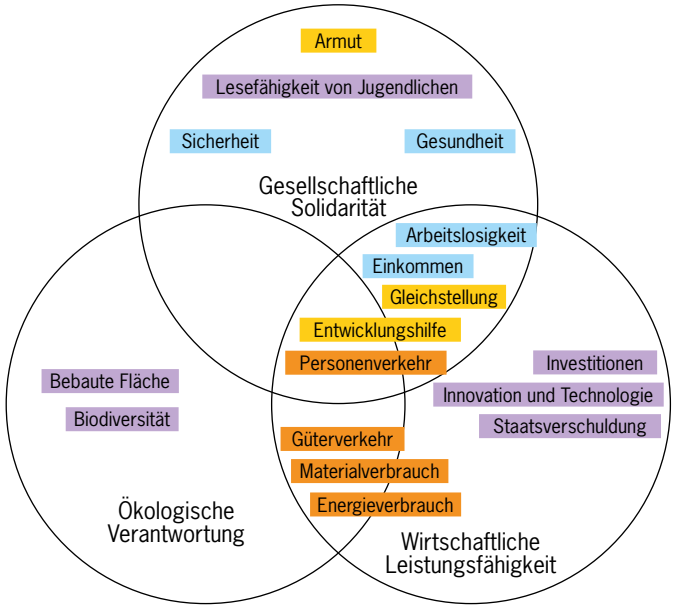 Armut
Lesefähigkeit von Jugendlichen
Sicherheit
Gesundheit
Gesellschaftliche
Solidarität
Arbeitslosigkeit
Einkommen
Gleichstellung
Entwicklungshilfe
Personenverkehr
Investitionen
Innovation und Technologie
Staatsverschuldung
Bebaute Fläche
Biodiversität
Güterverkehr
Materialverbrauch
Energieverbrauch
Ökologische
Verantwortung
Wirtschaftliche
Leistungsfähigkeit